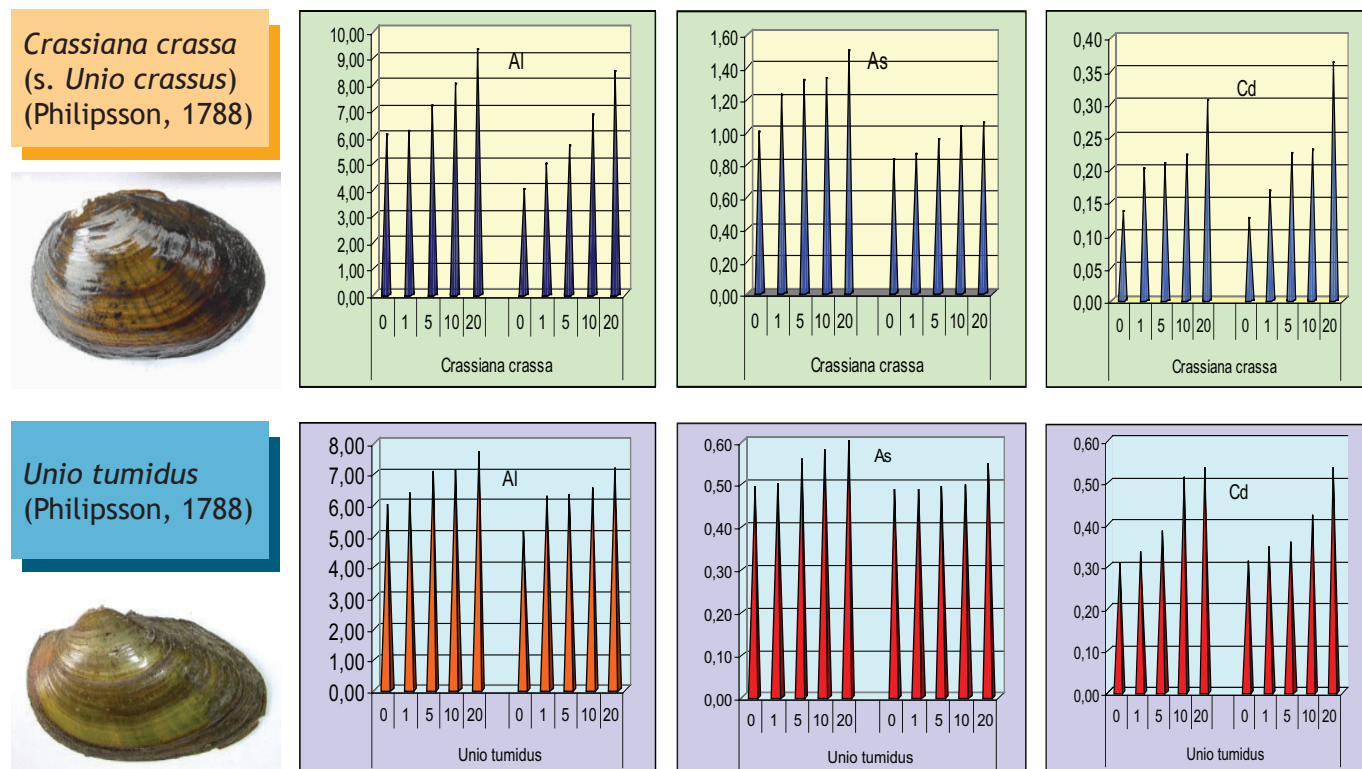 Crassiana crassa
(s. Unio crassus)
(Philipsson, 1788)
Al
10,00
9,00
8,00
7,00
6,00
5,00
4,00
3,00
2,00
1,00
0,00
0 1 5 10 20 0 1 5 10 20
Crassiana crassa
As
1,60
1,40
1,20
1,00
0,80
0,60
0,40
0,20
0,00
0 1 5 10 20 0 1 5 10 20
Crassiana crassa
Cd
0,40
0,35
0,30
0,25
0,20
0,15
0,10
0,05
0,00
0 1 5 10 20 0 1 5 10 20
Crassiana crassa
Unio tumidus
(Philipsson, 1788)
Al
8,00
7,00
6,00
5,00
4,00
3,00
2,00
1,00
0,00
0 1 5 10 20 0 1 5 10 20
Unio tumidus
As
0,60
0,50
0,40
0,30
0,20
0,10
0,00
0 1 5 10 20 0 1 5 10 20
Unio tumidus
Cd
0,60
0,50
0,40
0,30
0,20
0,10
0,00
0 1 5 10 20 0 1 5 10 20
Unio tumidus